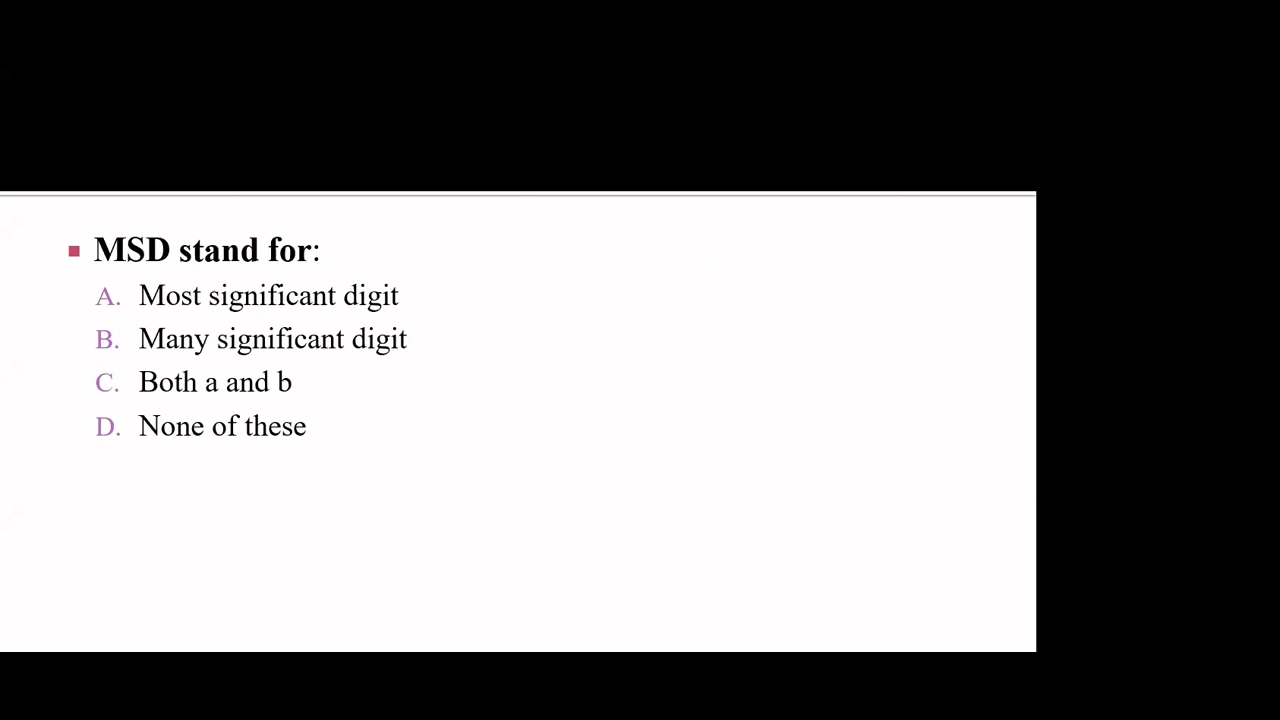 MSD stand for:
A. Most significant digit
B. Many significant digit
C. Both a and b
D. None of these